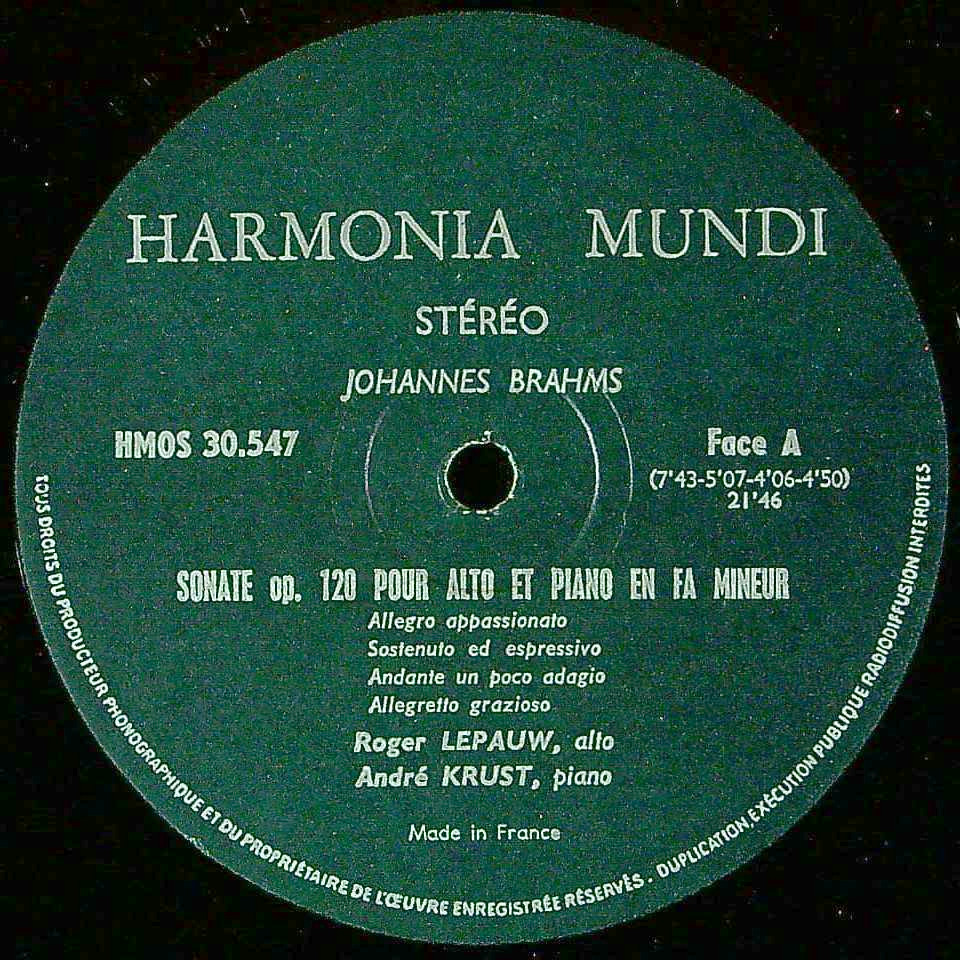 HARMONIA MUNDI
STÉRÉO
JOHANNES BRAHMS
HMOS 30.547
Face A
(7'43-5'07-4'06-4'50)
21'46
SONATE op. 120 POUR ALTO ET PIANO EN FA MINEUR
Allegro appassionato
Sostenuto ed espressivo
Andante un poco adagio
Allegretto grazioso
Roger LEPAUW, alto
André KRUST, piano
Made in France
TOUS DROITS DU PRODUCTEUR PHONOGRAPHIQUE ET DU PROPRIÉTAIRE DE L'ŒUVRE ENREGISTRÉE RÉSERVÉS . DUPLICATION, EXÉCUTION PUBLIQUE RADIODIFFUSION INTERDITES